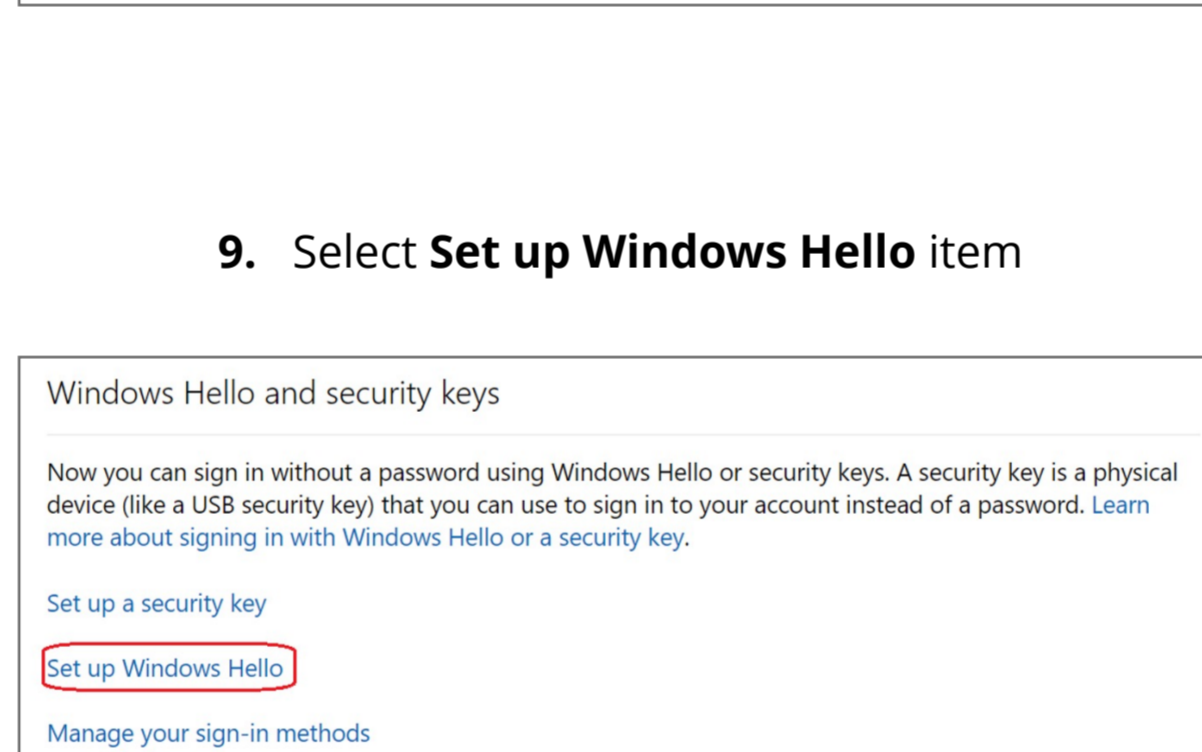 9. Select Set up Windows Hello item
Windows Hello and security keys
Now you can sign in without a password using Windows Hello or security keys. A security key is a physical
device (like a USB security key) that you can use to sign in to your account instead of a password. Learn
more about signing in with Windows Hello or a security key.
Set up a security key
Set up Windows Hello
Manage your sign-in methods